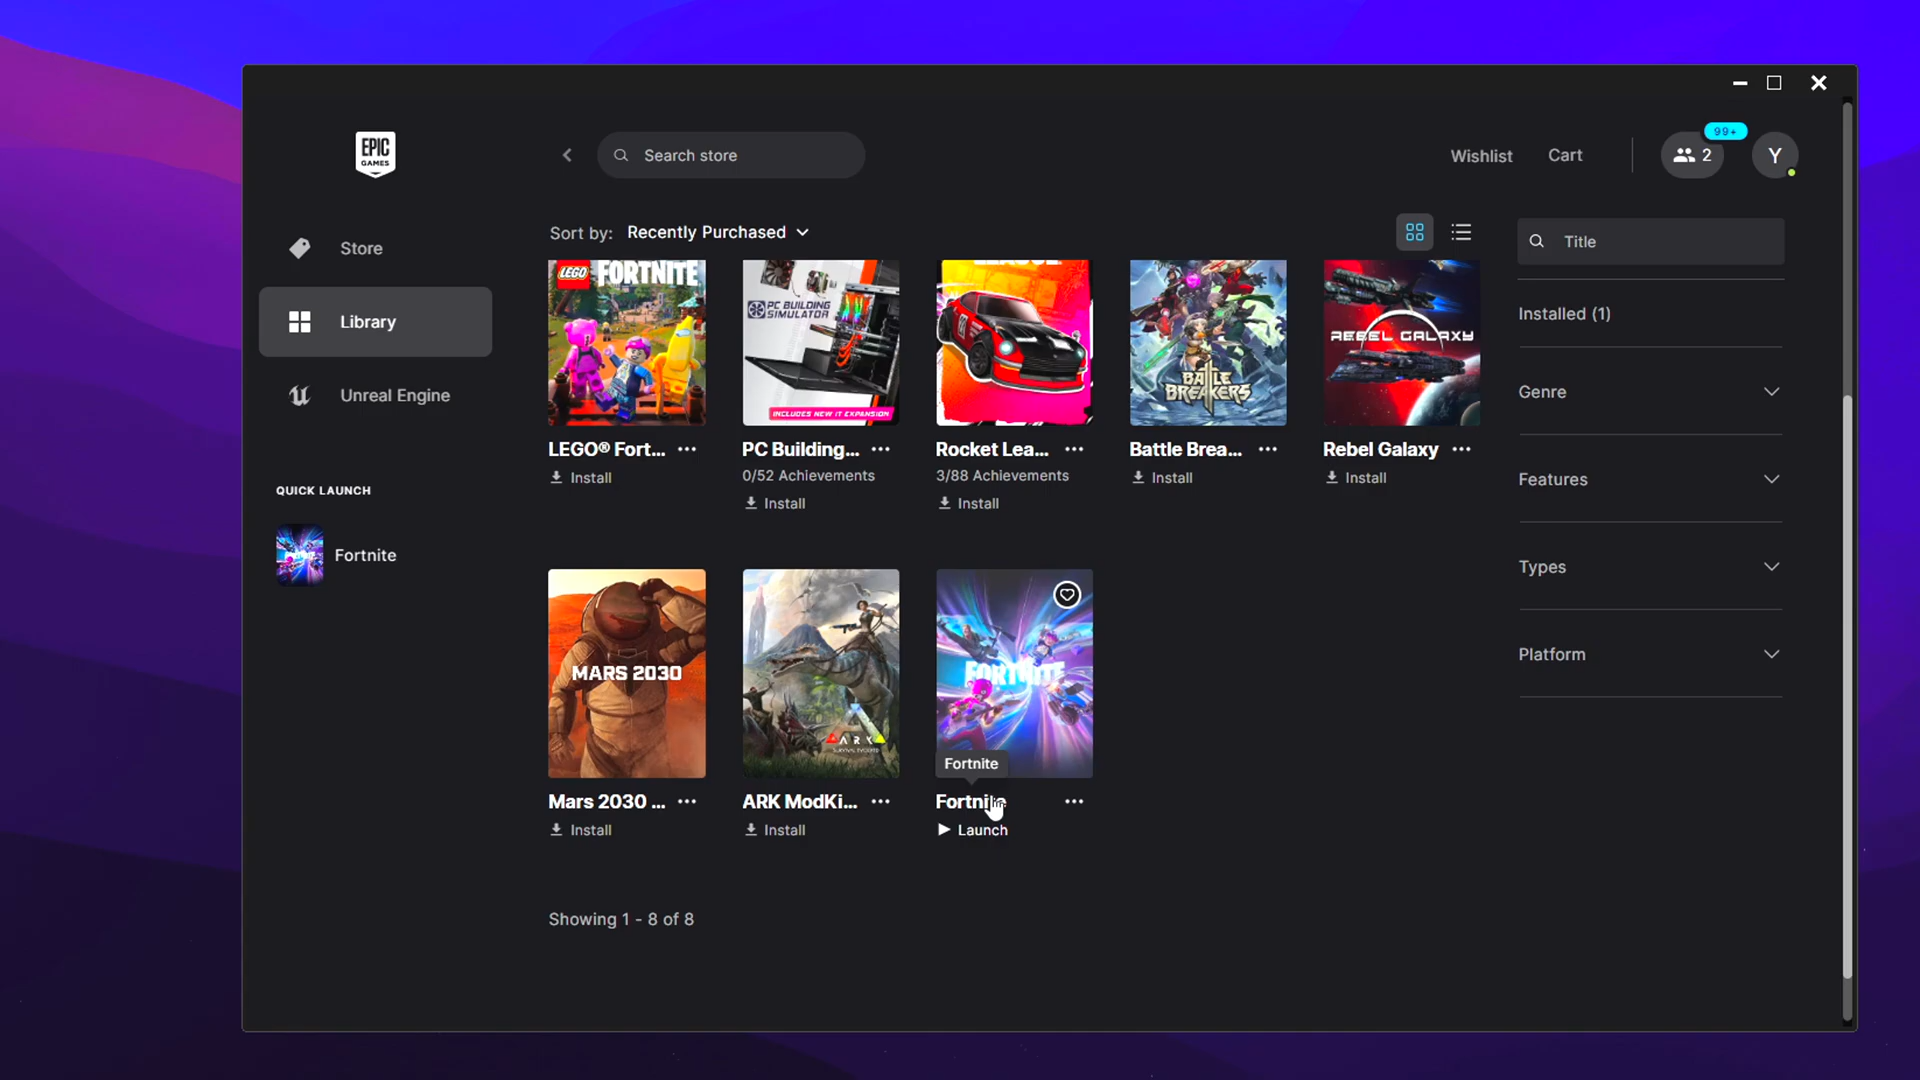 EPIC
GAMES
Search store
Wishlist
Cart
2
99+
Y
Store
Library
Unreal Engine
QUICK LAUNCH
Fortnite
Sort by: Recently Purchased
LEGO FORTNITE
PC BUILDING
SIMULATOR
INCLUDES NEW IT EXPANSION
BATTLE
BREAKERS
REBEL GALAXY
LEGO® Fort... ...
Install
PC Building... ...
0/52 Achievements
Install
Rocket Lea... ...
3/88 Achievements
Install
Battle Brea... ...
Install
Rebel Galaxy ...
Install
MARS 2030
ARK
SURVIVAL EVOLVED
FORTNITE
Fortnite
Mars 2030 ... ...
Install
ARK ModKi... ...
Install
Fortnite ...
Launch
Showing 1 - 8 of 8
Title
Installed (1)
Genre
Features
Types
Platform